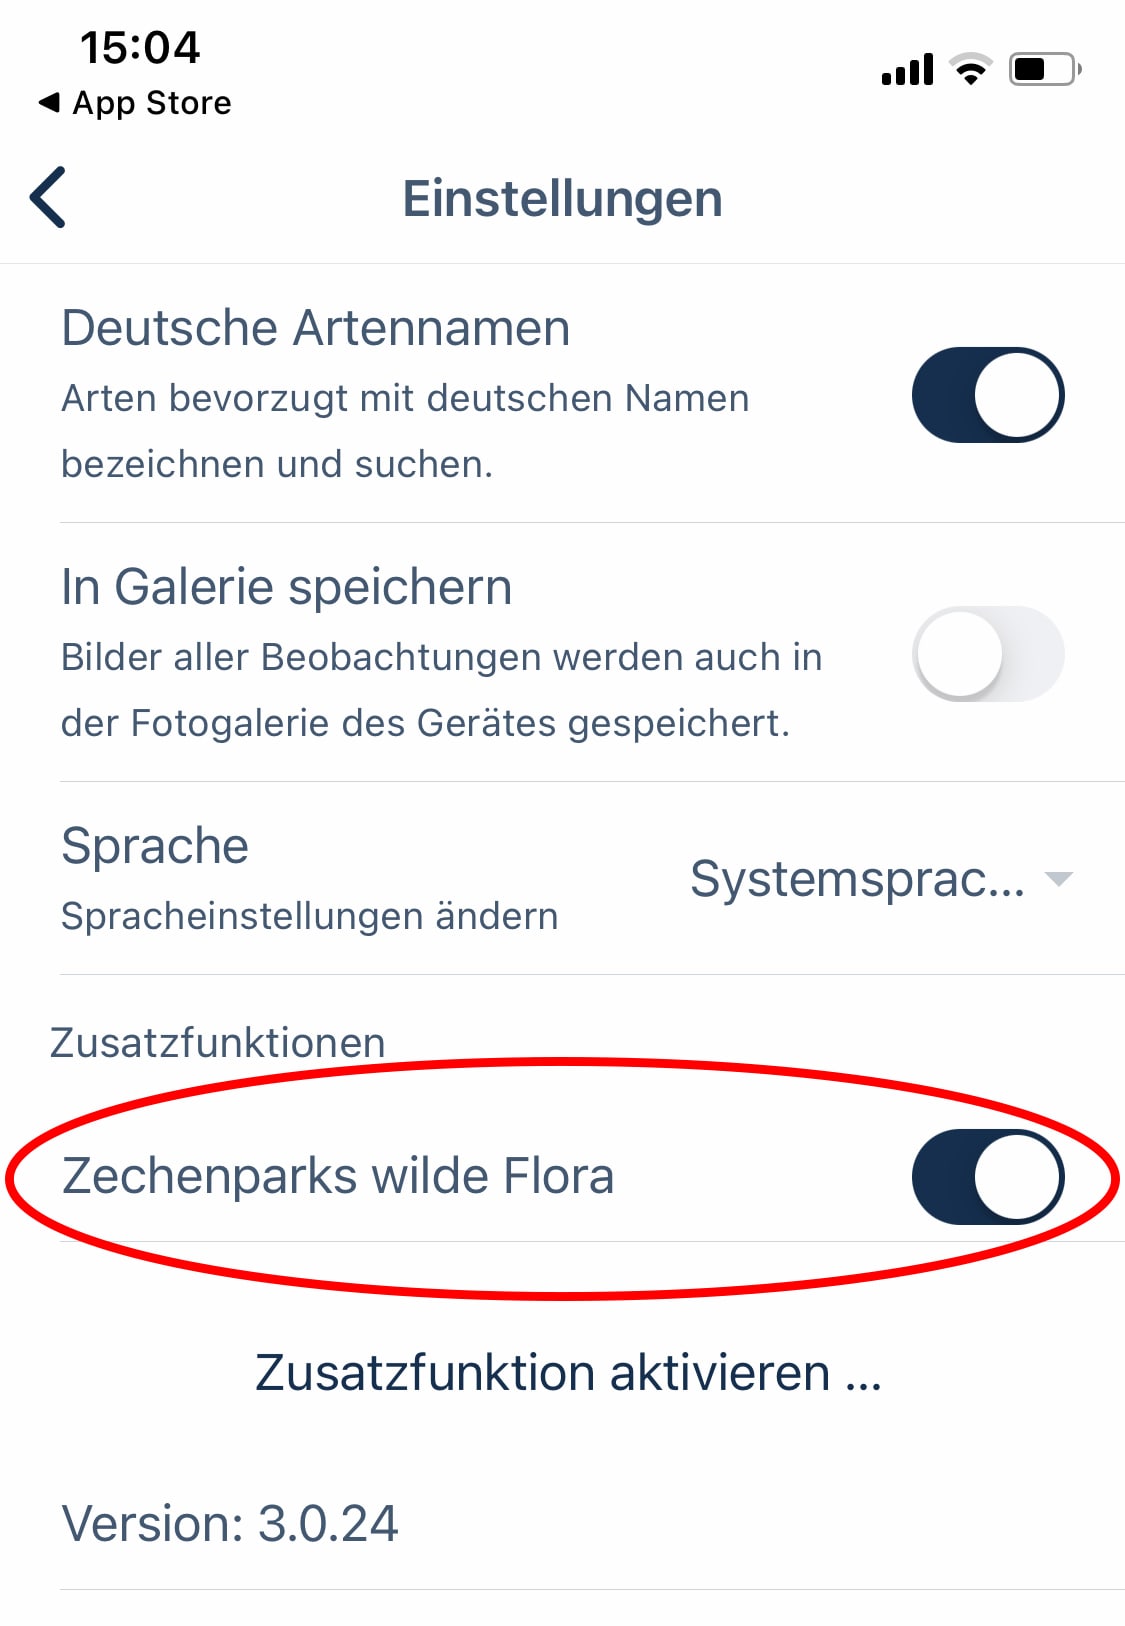 15:04
◀ App Store
Einstellungen
Deutsche Artennamen
Arten bevorzugt mit deutschen Namen
bezeichnen und suchen.
In Galerie speichern
Bilder aller Beobachtungen werden auch in
der Fotogalerie des Gerätes gespeichert.
Sprache
Systemsprac...
Spracheinstellungen ändern
Zusatzfunktionen
Zechenparks wilde Flora
Zusatzfunktion aktivieren ...
Version: 3.0.24